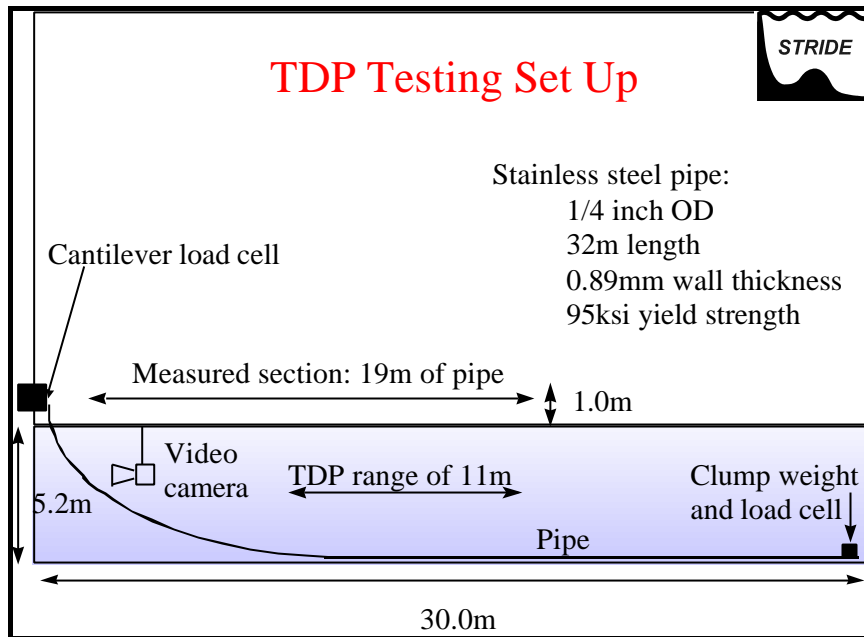 STRIDE
TDP Testing Set Up
Stainless steel pipe:
1/4 inch OD
32m length
0.89mm wall thickness
95ksi yield strength
Cantilever load cell
Measured section: 19m of pipe
1.0m
Video
camera
TDP range of 11m
Clump weight
and load cell
5.2m
Pipe
30.0m